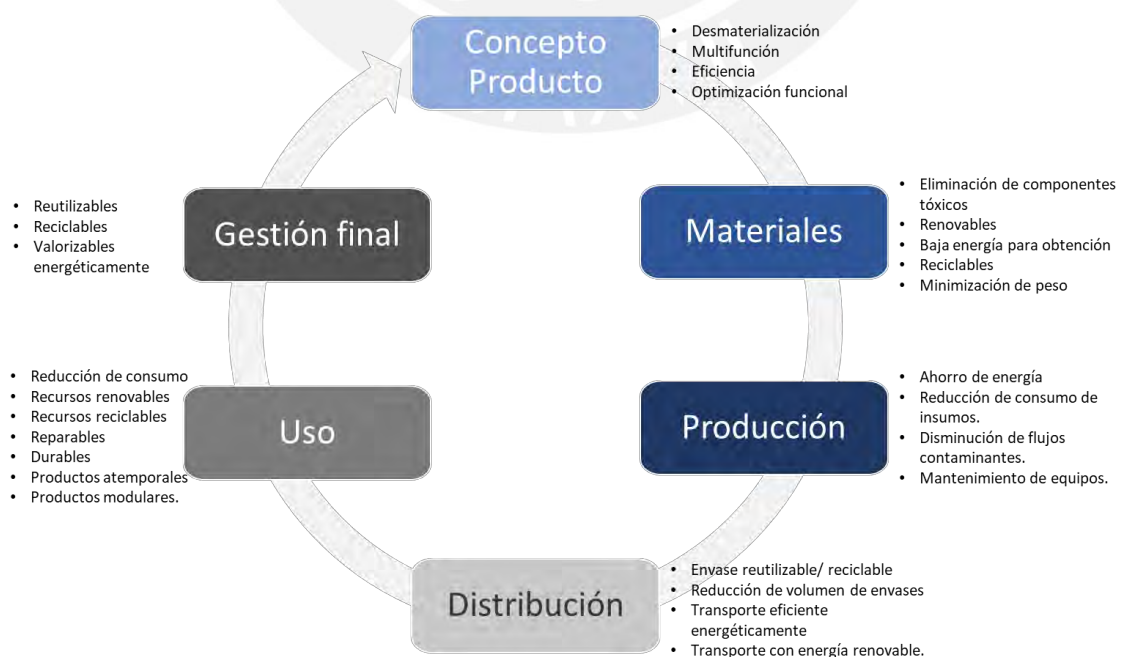 Concepto
Producto
• Desmaterialización
• Multifunción
• Eficiencia
• Optimización funcional
Materiales
• Eliminación de componentes
tóxicos
• Renovables
• Baja energía para obtención
• Reciclables
• Minimización de peso
Producción
• Ahorro de energía
• Reducción de consumo de
insumos.
• Disminución de flujos
contaminantes.
• Mantenimiento de equipos.
Distribución
• Envase reutilizable/ reciclable
• Reducción de volumen de envases
• Transporte eficiente
energéticamente
• Transporte con energía renovable.
Uso
• Reducción de consumo
• Recursos renovables
• Recursos reciclables
• Reparables
• Durables
• Productos atemporales
• Productos modulares.
Gestión final
• Reutilizables
• Reciclables
• Valorizables
energéticamente